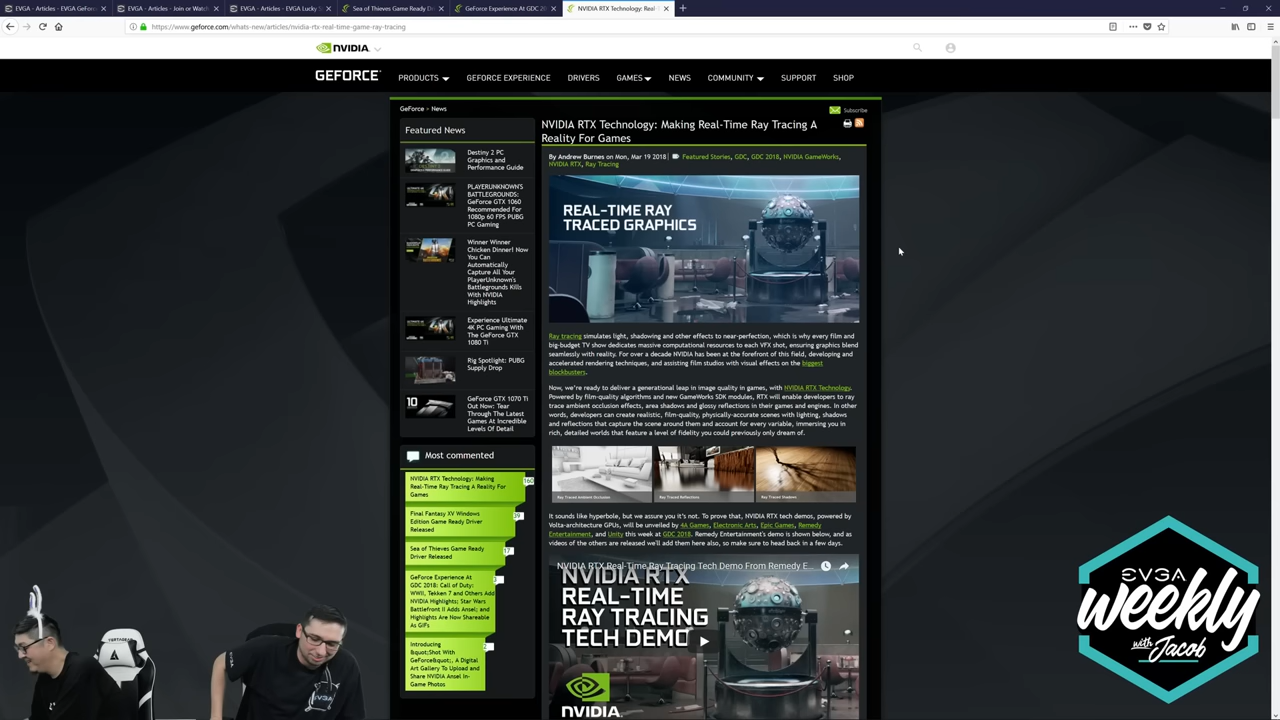 EVGA - Articles - EVGA GeForc
EVGA - Articles - Join or Watch
EVGA - Articles - EVGA Lucky S
Sea of Thieves Game Ready Dri
GeForce Experience At GDC 20
NVIDIA RTX Technology: Real-
https://www.geforce.com/whats-new/articles/nvidia-rtx-real-time-game-ray-tracing
NVIDIA
GEFORCE
PRODUCTS
GEFORCE EXPERIENCE
DRIVERS
GAMES
NEWS
COMMUNITY
SUPPORT
SHOP
GeForce > News
Subscribe
Featured News
Destiny 2 PC
Graphics and
Performance Guide
PLAYERUNKNOWN'S
BATTLEGROUNDS:
GeForce GTX 1060
Recommended For
1080p 60 FPS PUBG
PC Gaming
Winner Winner
Chicken Dinner! Now
You Can
Automatically
Capture All Your
PlayerUnknown's
Battlegrounds Kills
With NVIDIA
Highlights
Experience Ultimate
4K PC Gaming With
The GeForce GTX
1080 Ti
Rig Spotlight: PUBG
Supply Drop
10
GeForce GTX 1070 Ti
Out Now: Tear
Through The Latest
Games At Incredible
Levels Of Detail
Most commented
NVIDIA RTX Technology: Making
Real-Time Ray Tracing A Reality For
Games
160
Final Fantasy XV Windows
Edition Game Ready Driver
Released
39
Sea of Thieves Game Ready
Driver Released
17
GeForce Experience At
GDC 2018: Call of Duty:
WWII, Tekken 7 and Others Add
NVIDIA Highlights; Star Wars
Battlefront II Adds Ansel; and
Highlights Are Now Shareable
As GIFs
Introducing
&quot;Shot With
GeForce&quot;, A Digital
Art Gallery To Upload and
Share NVIDIA Ansel In-
Game Photos
NVIDIA RTX Technology: Making Real-Time Ray Tracing A
Reality For Games
By Andrew Burnes on Mon, Mar 19 2018 | Featured Stories, GDC, GDC 2018, NVIDIA GameWorks,
NVIDIA RTX, Ray Tracing
REAL-TIME RAY
TRACED GRAPHICS
Ray tracing simulates light, shadowing and other effects to near-perfection, which is why every film and
big-budget TV show dedicates massive computational resources to each VFX shot, ensuring graphics blend
seamlessly with reality. For over a decade NVIDIA has been at the forefront of this field, developing and
accelerated rendering techniques, and assisting film studios with visual effects on the biggest
blockbusters.
Now, we're ready to deliver a generational leap in image quality in games, with NVIDIA RTX Technology.
Powered by film-quality algorithms and new GameWorks SDK modules, RTX will enable developers to ray
trace ambient occlusion effects, area shadows and glossy reflections in their games and engines. In other
words, developers can create realistic, film-quality, physically-accurate scenes with lighting, shadows
and reflections that capture the scene around them and account for every variable, immersing you in
rich, detailed worlds that feature a level of fidelity you could previously only dream of.
Ray Traced Ambient Occlusion
Ray Traced Reflections
Ray Traced Shadows
It sounds like hyperbole, but we assure you it's not. To prove that, NVIDIA RTX tech demos, powered by
Volta-architecture GPUs, will be unveiled by 4A Games, Electronic Arts, Epic Games, Remedy
Entertainment, and Unity this week at GDC 2018. Remedy Entertainment's demo is shown below, and as
videos of the others are released we'll add them here also, so make sure to head back in a few days.
NVIDIA RTX Real-Time Ray Tracing Tech Demo From Remedy E
NVIDIA RTX
REAL-TIME
RAY TRACING
TECH DEMO
NVIDIA
EVGA
weekly
with Jacob